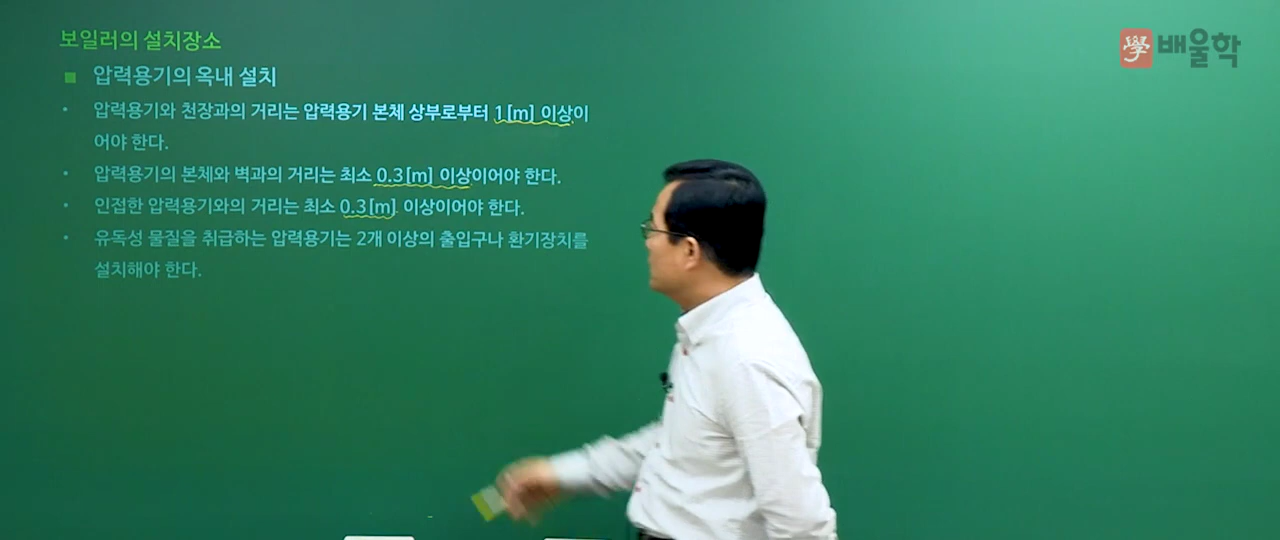 보일러의 설치장소
學 배울학
■ 압력용기의 옥내 설치
• 압력용기와 천장과의 거리는 압력용기 본체 상부로부터 1[m] 이상이
어야 한다.
• 압력용기의 본체와 벽과의 거리는 최소 0.3[m] 이상이어야 한다.
• 인접한 압력용기와의 거리는 최소 0.3[m] 이상이어야 한다.
• 유독성 물질을 취급하는 압력용기는 2개 이상의 출입구나 환기장치를
설치해야 한다.